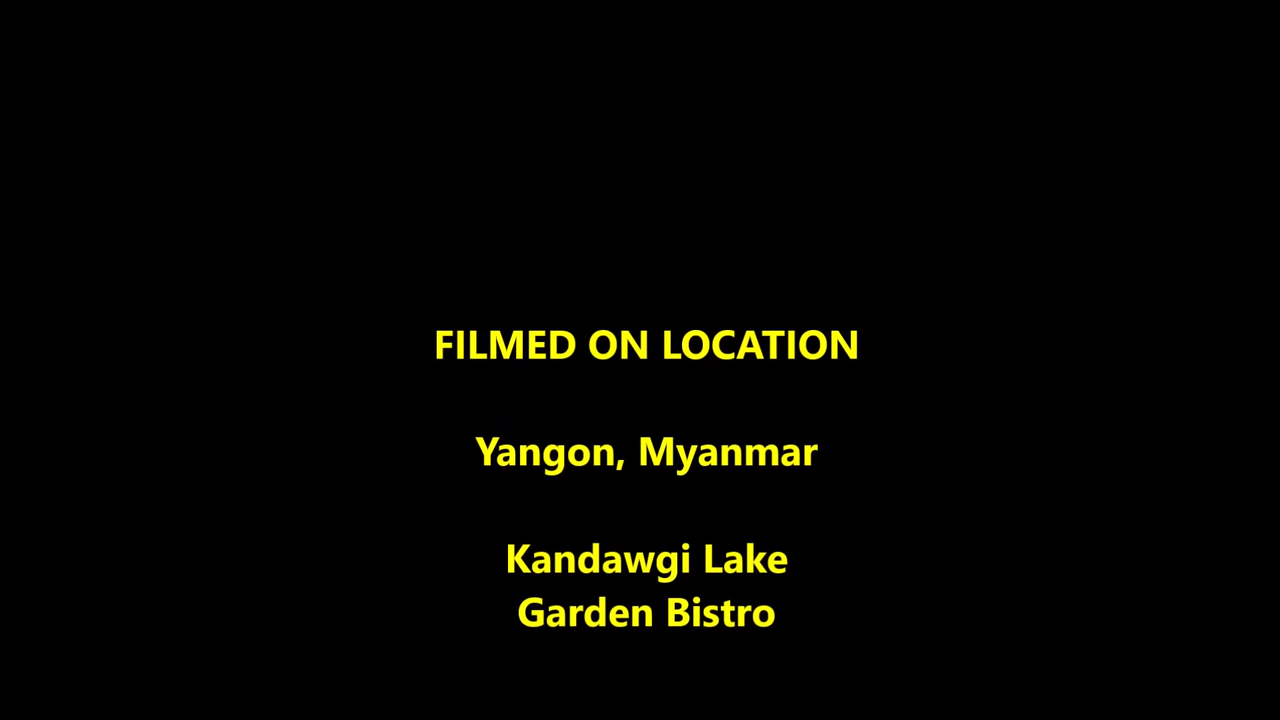 FILMED ON LOCATION
Yangon, Myanmar
Kandawgi Lake
Garden Bistro